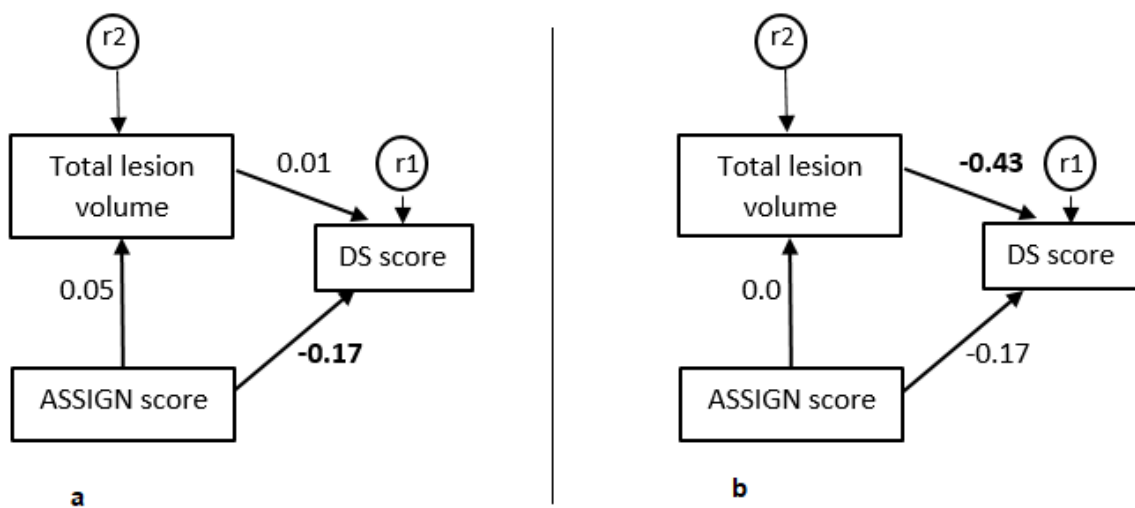 r2
Total lesion
volume
0.01
r1
DS score
0.05
-0.17
ASSIGN score
a
r2
Total lesion
volume
-0.43
r1
DS score
0.0
-0.17
ASSIGN score
b